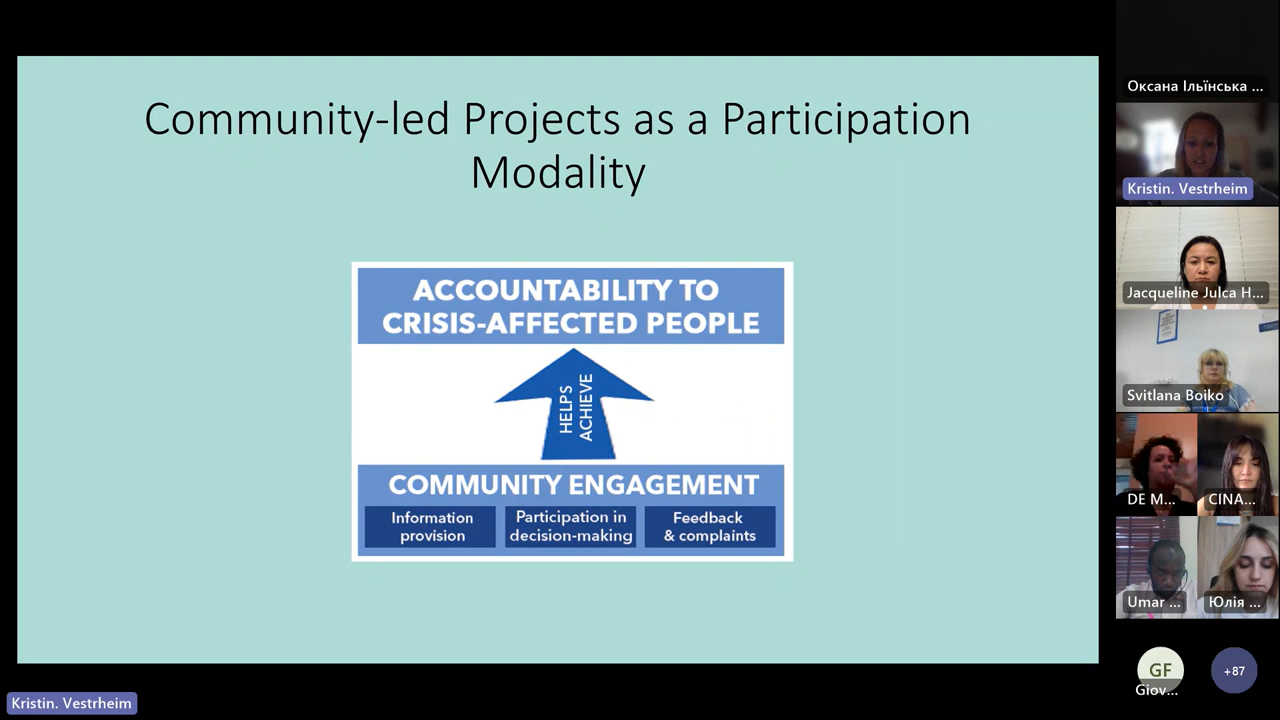 Community-led Projects as a Participation
Modality
ACCOUNTABILITY TO
CRISIS-AFFECTED PEOPLE
HELPS
ACHIEVE
COMMUNITY ENGAGEMENT
Information
provision
Participation in
decision-making
Feedback
& complaints
Оксана Ільїнська ...
Kristin. Vestrheim
Jacqueline Julca H...
Svitlana Boiko
DE M...
CINA...
Umar ...
Юлія ...
GF
Giov...
+87
Kristin. Vestrheim